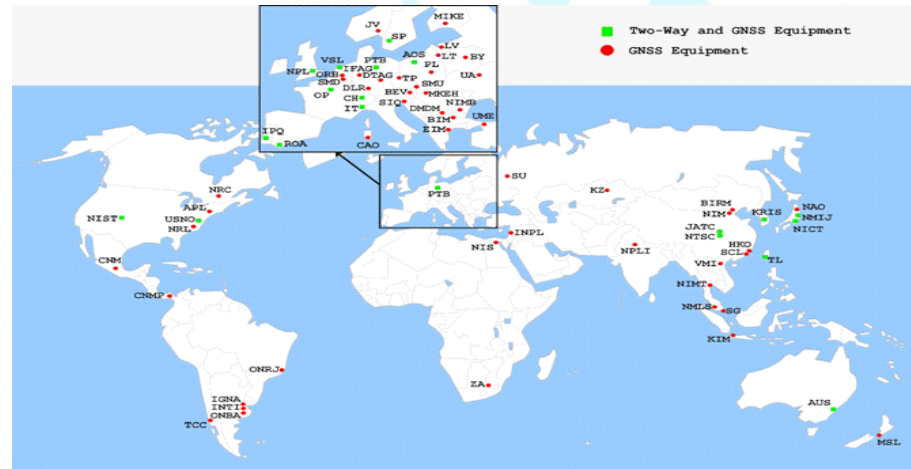 Two-Way and GNSS Equipment
GNSS Equipment
MIKE
JV
SP
LV
LT
BY
VSL
PTB
AOS
IFAG
PL
NPL
ORB
DTAG
TP
UA
SMD
DLR
SMU
OP
BEV
MKEH
CH
SIQ
NIMB
IT
DMDM
BIM
UME
IPQ
EIM
ROA
CAO
PTB
SU
KZ
NRC
BIRM
NAO
APL
NIM
KRIS
NMIJ
NIST
USNO
NICT
NRL
JATC
INPL
NTSC
NIS
NPLI
HKO
SCL
TL
CNM
VMI
NIMT
CNMP
NMLS
SG
KIM
ONRJ
ZA
IGNA
INTI
ONBA
AUS
TCC
MSL